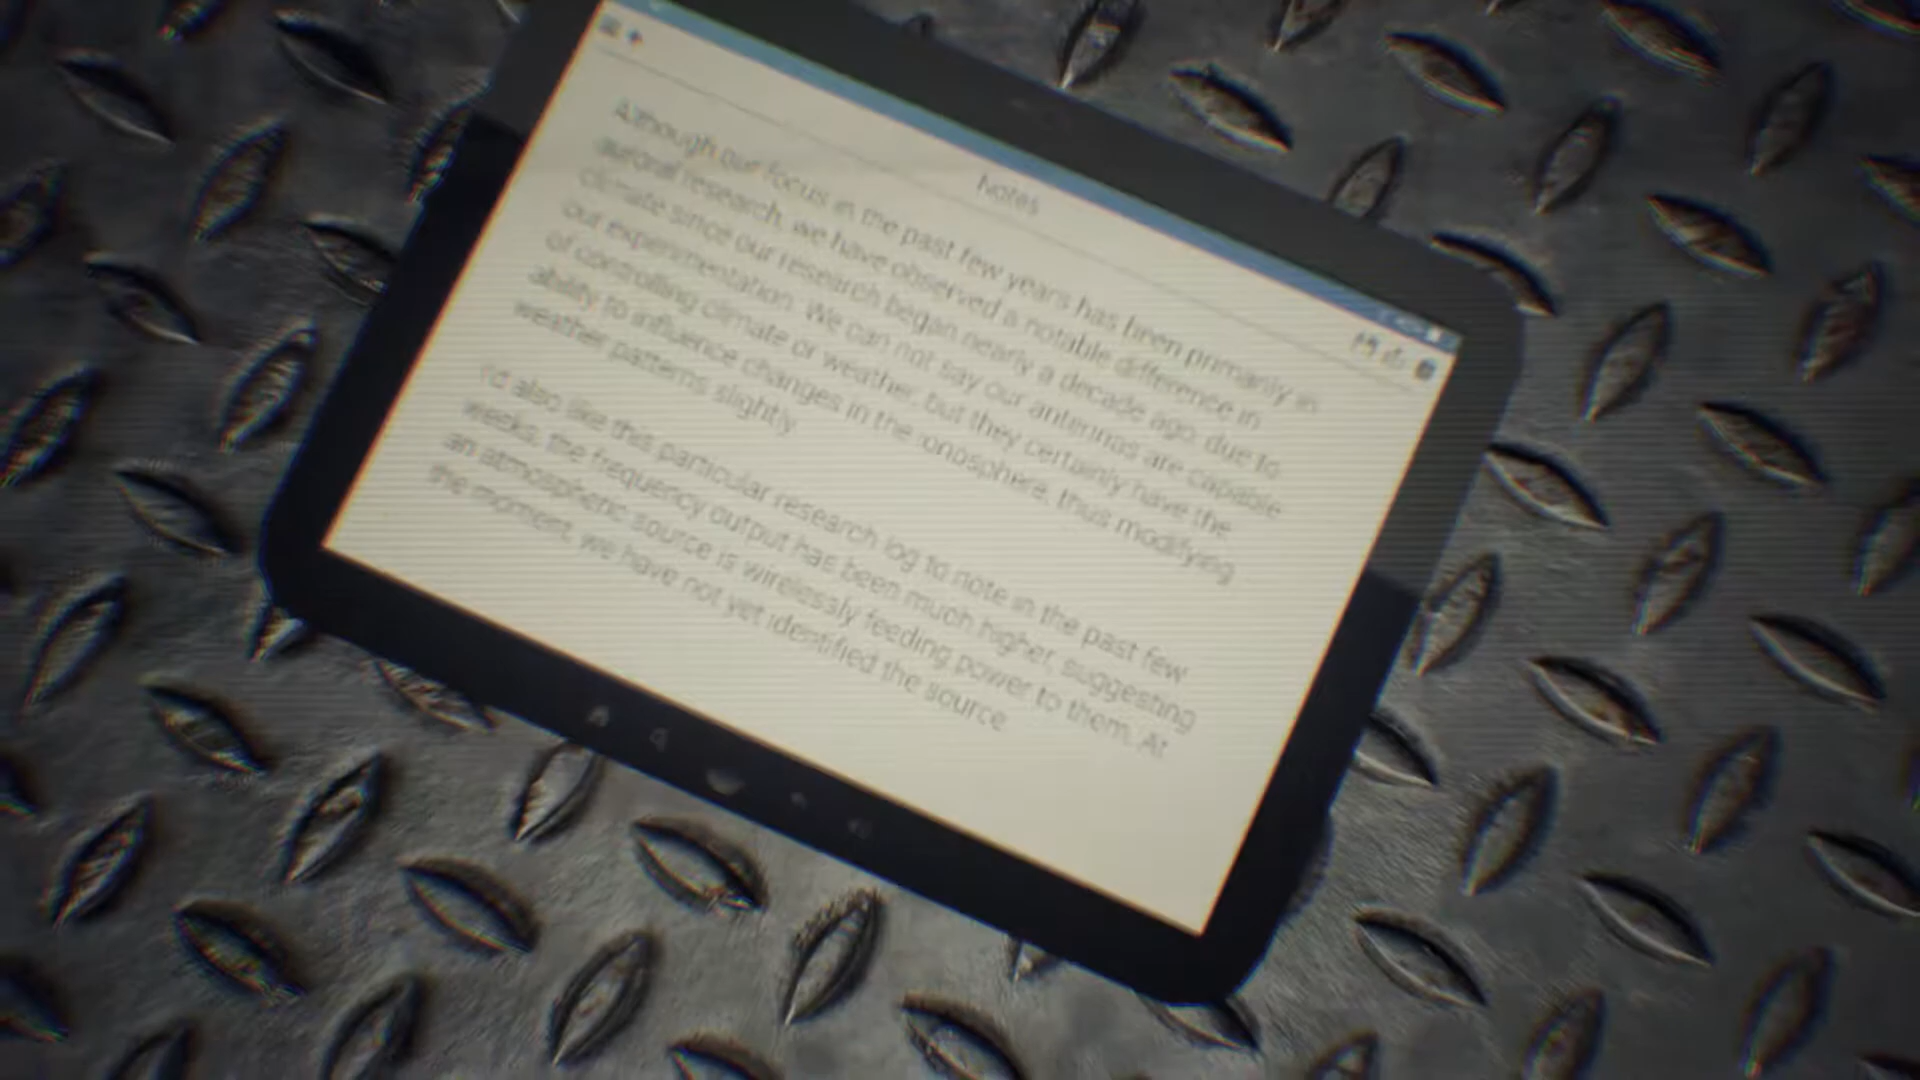 Notes
Although our focus in the past few years has been primarily in
auroral research, we have observed a notable difference in
climate since our research began nearly a decade ago, due to
our experimentation. We can not say our antennas are capable
of controlling climate or weather, but they certainly have the
ability to influence changes in the ionosphere, thus modifying
weather patterns slightly.
I'd also like this particular research log to note in the past few
weeks, the frequency output has been much higher, suggesting
an atmospheric source is wirelessly feeding power to them. At
the moment, we have not yet identified the source